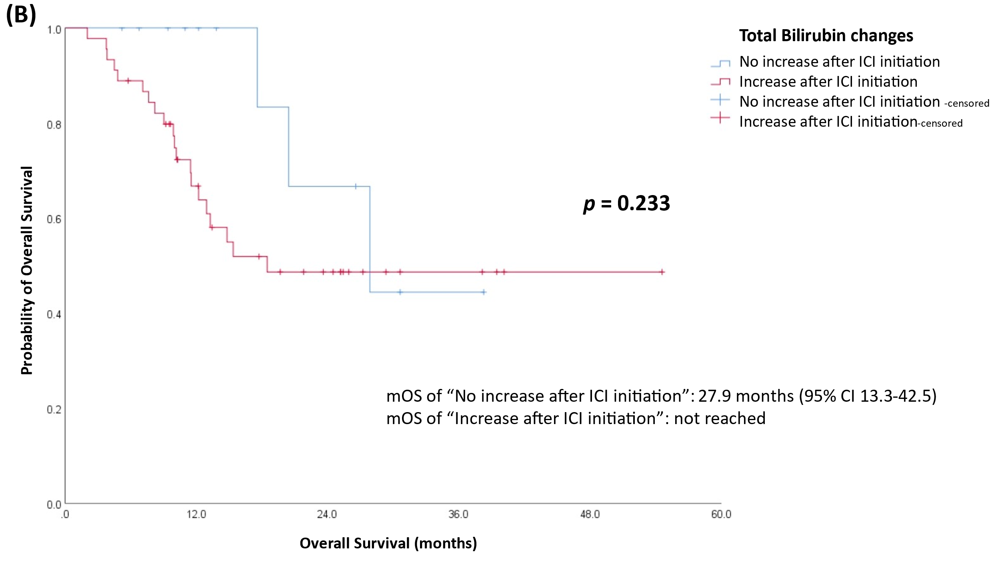 (B)
Total Bilirubin changes
No increase after ICI initiation
Increase after ICI initiation
No increase after ICI initiation -censored
Increase after ICI initiation-censored
Probability of Overall Survival
1.0
0.8
0.6
0.4
0.2
0.0
p = 0.233
mOS of “No increase after ICI initiation”: 27.9 months (95% CI 13.3-42.5)
mOS of “Increase after ICI initiation”: not reached
.0 12.0 24.0 36.0 48.0 60.0
Overall Survival (months)